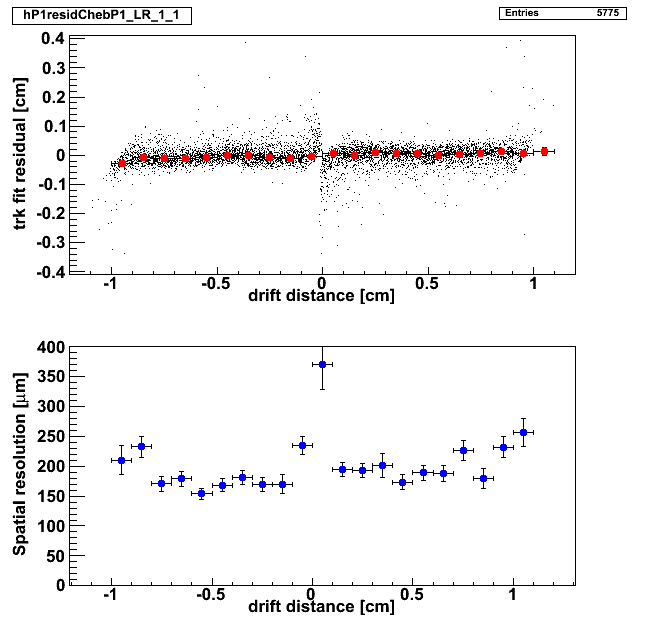 hP1residChebP1_LR_1_1
Entries 5775
trk fit residual [cm]
0.4
0.3
0.2
0.1
0
-0.1
-0.2
-0.3
-0.4
-1 -0.5 0 0.5 1
drift distance [cm]
Spatial resolution [μm]
400
350
300
250
200
150
100
50
0
-1 -0.5 0 0.5 1
drift distance [cm]